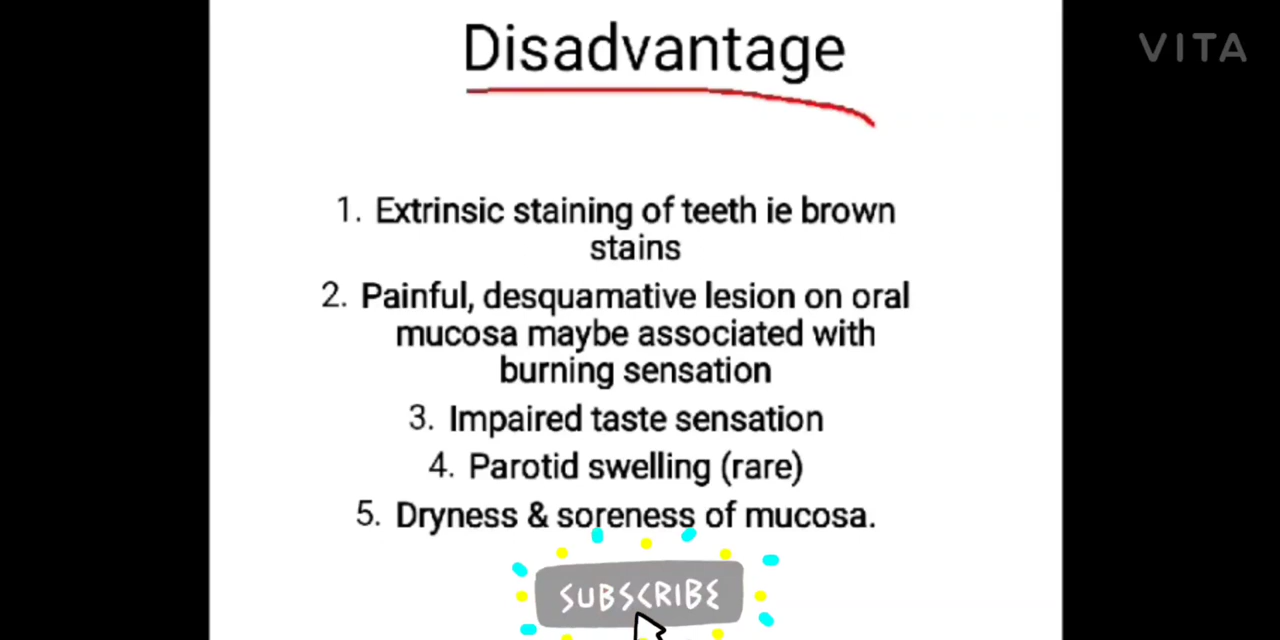 Disadvantage
VITA
1. Extrinsic staining of teeth ie brown
stains
2. Painful, desquamative lesion on oral
mucosa maybe associated with
burning sensation
3. Impaired taste sensation
4. Parotid swelling (rare)
5. Dryness & soreness of mucosa.
SUBSCRIBE